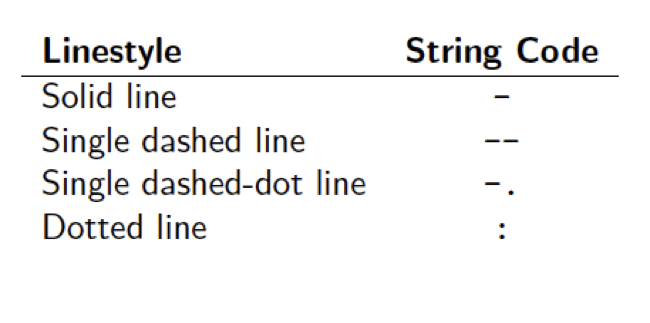 Linestyle String Code
Solid line -
Single dashed line --
Single dashed-dot line -.
Dotted line :